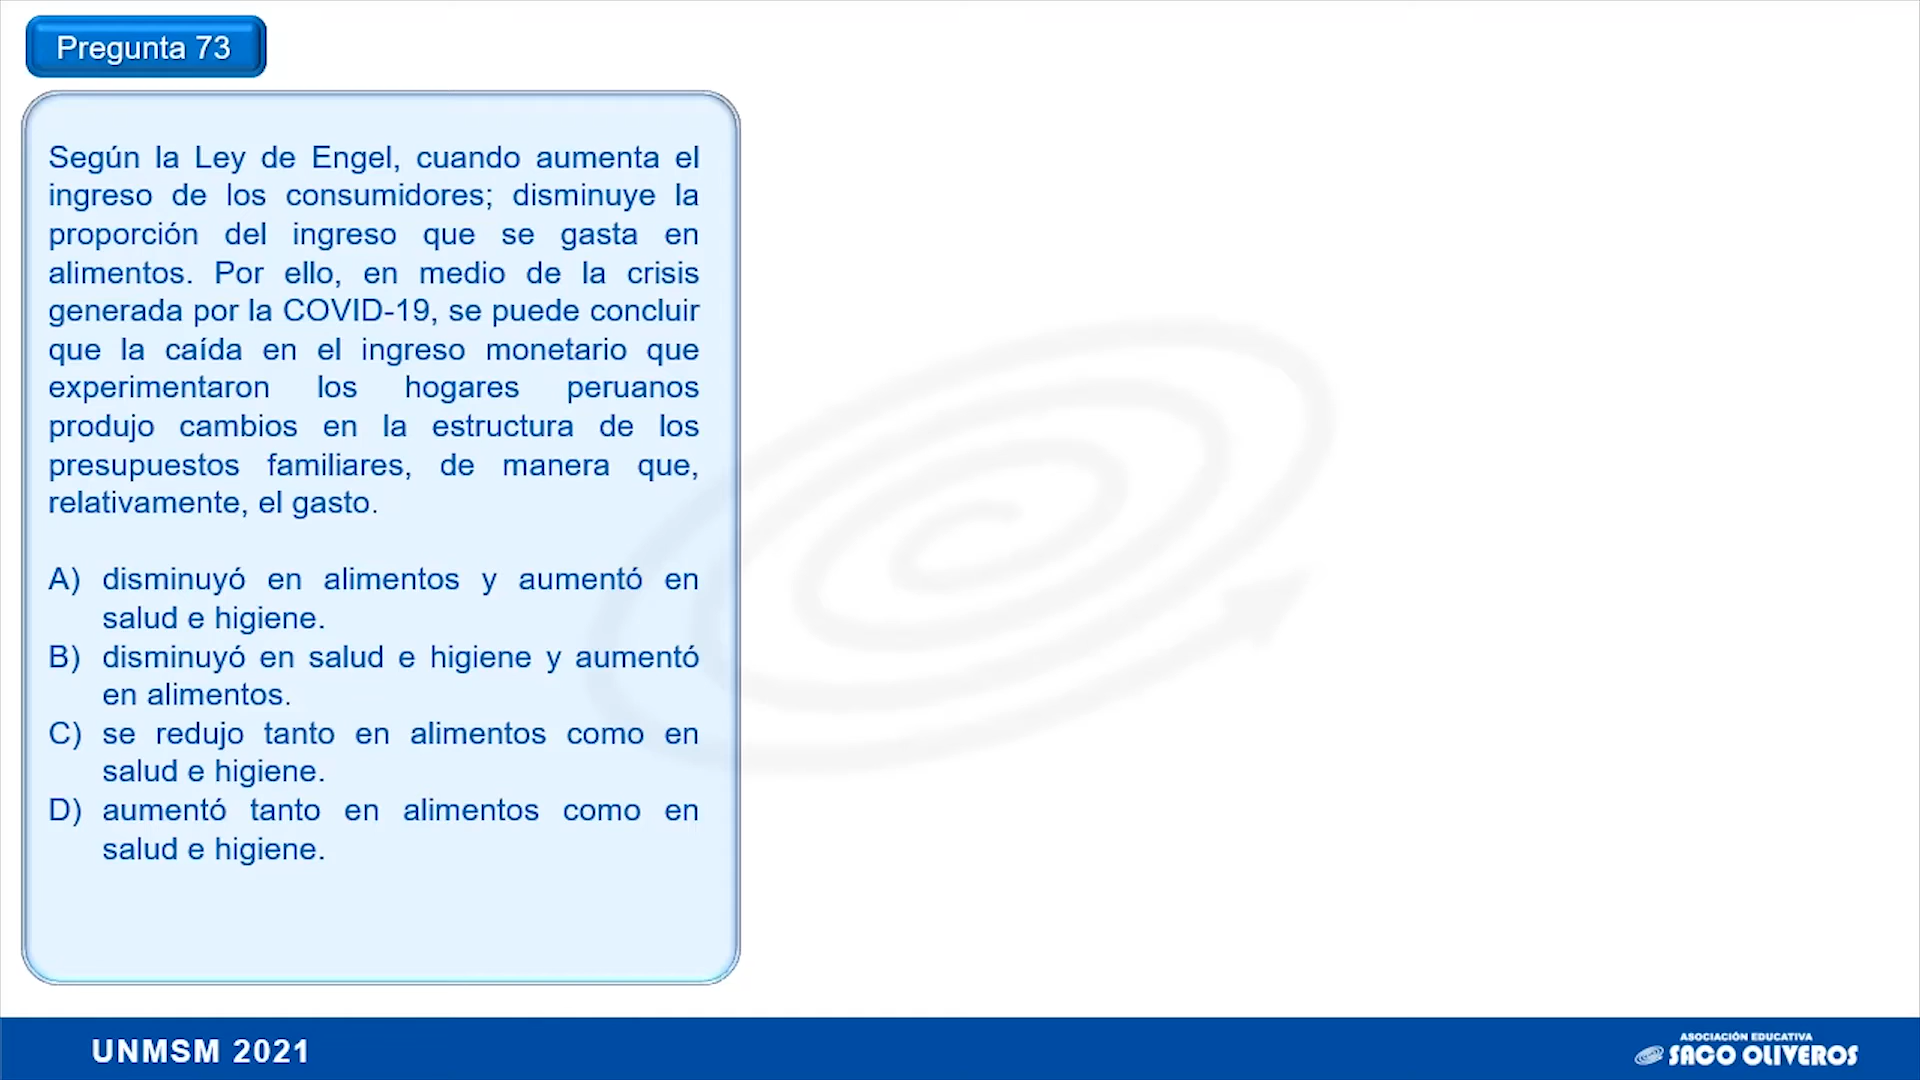 Pregunta 73
Según la Ley de Engel, cuando aumenta el
ingreso de los consumidores; disminuye la
proporción del ingreso que se gasta en
alimentos. Por ello, en medio de la crisis
generada por la COVID-19, se puede concluir
que la caída en el ingreso monetario que
experimentaron los hogares peruanos
produjo cambios en la estructura de los
presupuestos familiares, de manera que,
relativamente, el gasto.
A) disminuyó en alimentos y aumentó en
salud e higiene.
B) disminuyó en salud e higiene y aumentó
en alimentos.
C) se redujo tanto en alimentos como en
salud e higiene.
D) aumentó tanto en alimentos como en
salud e higiene.
UNMSM 2021
ASOCIACIÓN EDUCATIVA
SACO OLIVEROS